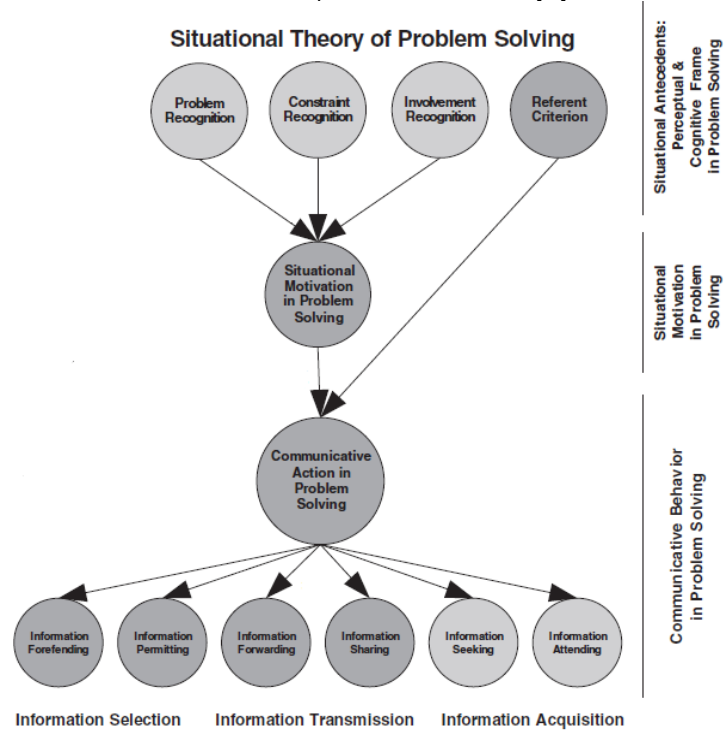 Situational Theory of Problem Solving
Problem
Recognition
Constraint
Recognition
Involvement
Recognition
Referent
Criterion
Situational Antecedents:
Perceptual &
Cognitive Frame
in Problem Solving
Situational
Motivation
in Problem
Solving
Situational
Motivation
in Problem
Solving
Communicative
Action in
Problem
Solving
Communicative Behavior
in Problem Solving
Information
Forefending
Information
Permitting
Information
Forwarding
Information
Sharing
Information
Seeking
Information
Attending
Information Selection
Information Transmission
Information Acquisition